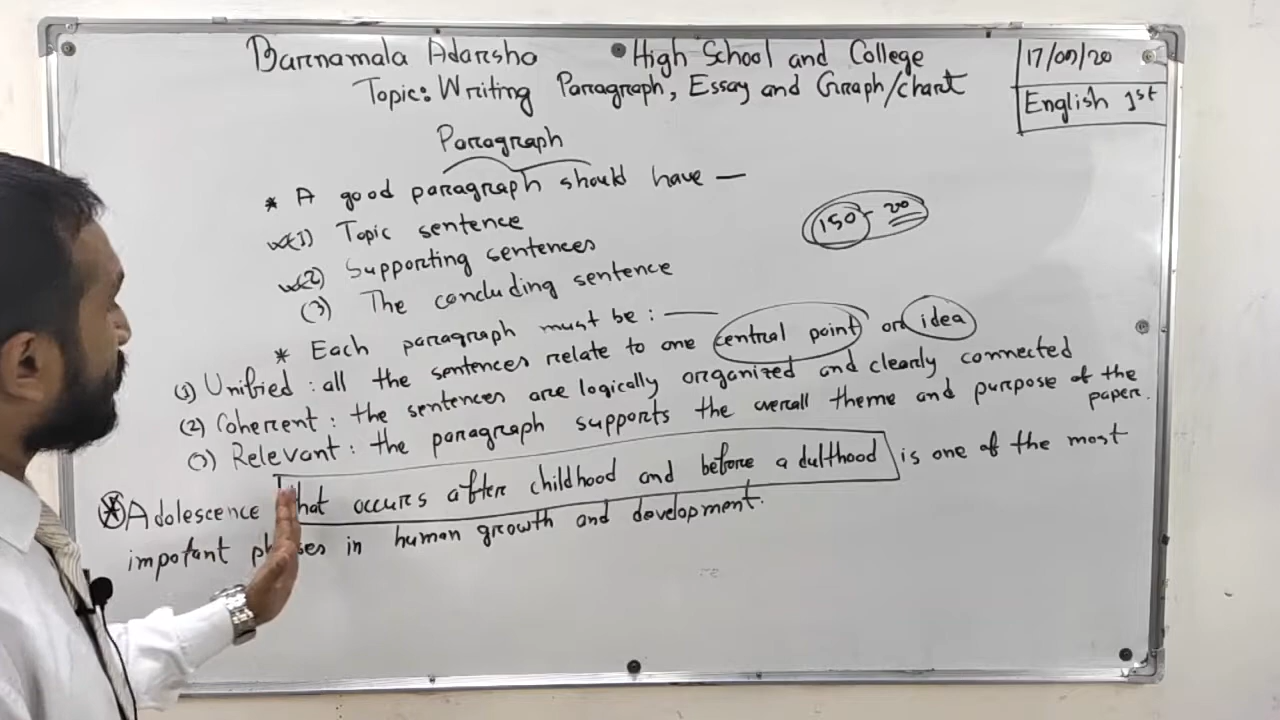 Barnamala Adarsha High School and College
17/09/20
Topic: Writing Paragraph, Essay and Graph/chart
English 1st
Paragraph
* A good paragraph should have —
(1) Topic sentence
150 - 200
(2) Supporting sentences
(3) The concluding sentence
* Each paragraph must be : —
(1) Unified : all the sentences relate to one central point or idea
(2) Coherent : the sentences are logically organized and clearly connected
(3) Relevant : the paragraph supports the overall theme and purpose of the paper.
* Adolescence that occurs after childhood and before adulthood is one of the most
impotant phases in human growth and development.